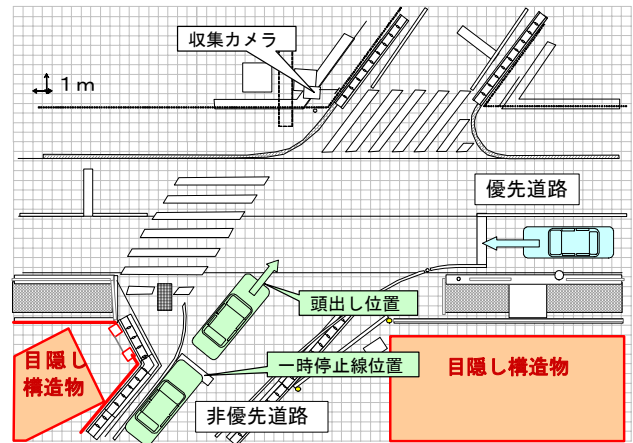 収集カメラ
1m
優先道路
頭出し位置
目隠し
構造物
一時停止線位置
目隠し構造物
非優先道路